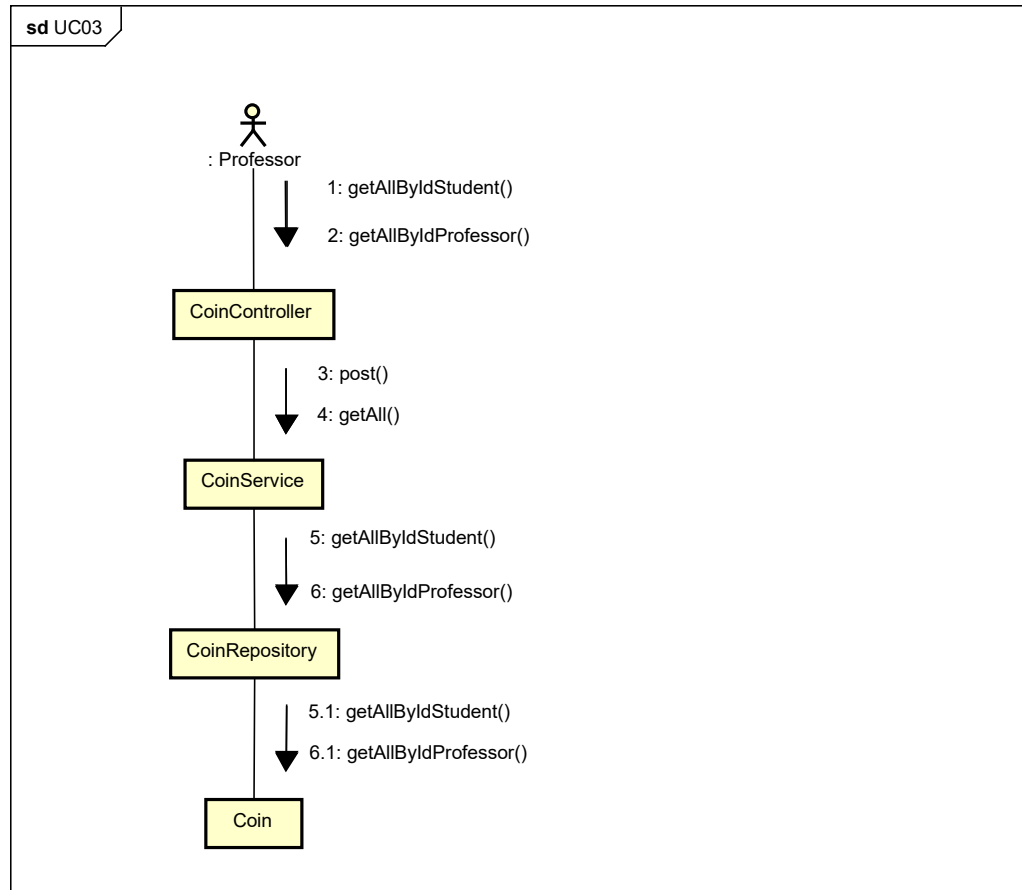 sd UC03
: Professor
1: getAllByIdStudent()
2: getAllByIdProfessor()
CoinController
3: post()
4: getAll()
CoinService
5: getAllByIdStudent()
6: getAllByIdProfessor()
CoinRepository
5.1: getAllByIdStudent()
6.1: getAllByIdProfessor()
Coin